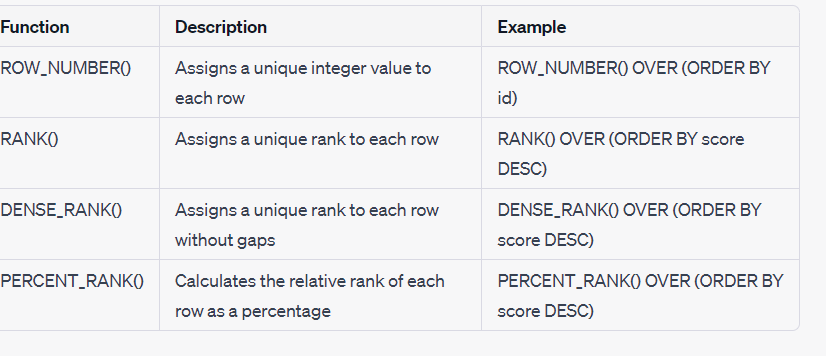 Function Description Example
ROW_NUMBER() Assigns a unique integer value to ROW_NUMBER() OVER (ORDER BY
each row id)
RANK() Assigns a unique rank to each row RANK() OVER (ORDER BY score
DESC)
DENSE_RANK() Assigns a unique rank to each row DENSE_RANK() OVER (ORDER BY
without gaps score DESC)
PERCENT_RANK() Calculates the relative rank of each PERCENT_RANK() OVER (ORDER BY
row as a percentage score DESC)